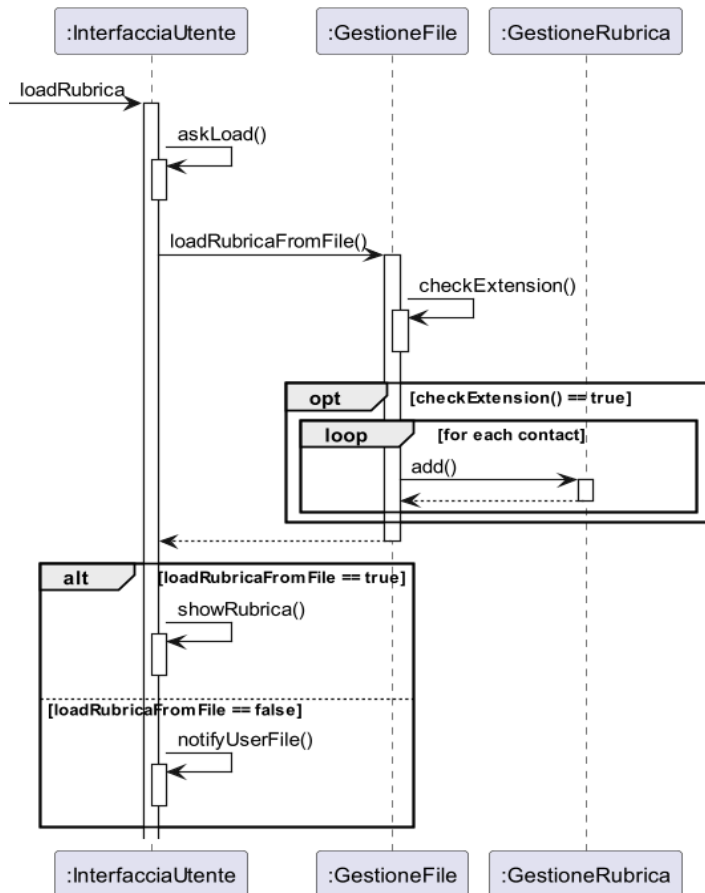 :InterfacciaUtente
:GestioneFile
:GestioneRubrica
loadRubrica
askLoad()
loadRubricaFromFile()
checkExtension()
opt
[checkExtension() == true]
loop
[for each contact]
add()
alt
[loadRubricaFromFile == true]
showRubrica()
[loadRubricaFromFile == false]
notifyUserFile()
:InterfacciaUtente
:GestioneFile
:GestioneRubrica